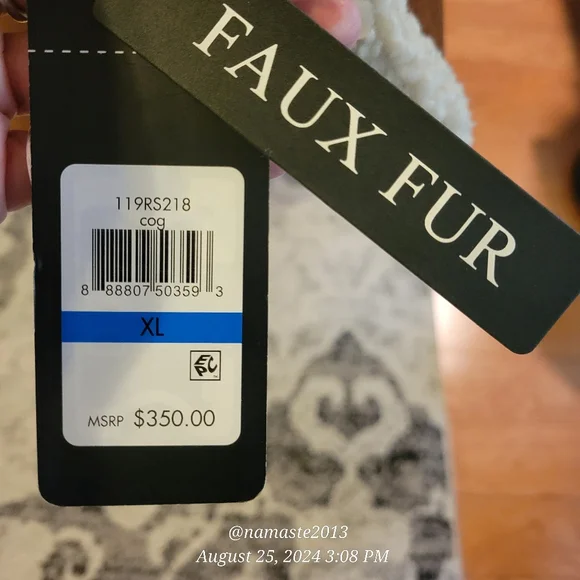 FAUX FUR
119RS218
cog
8 88807 50359 3
XL
EPC
MSRP $350.00
@namaste2013
August 25, 2024 3:08 PM